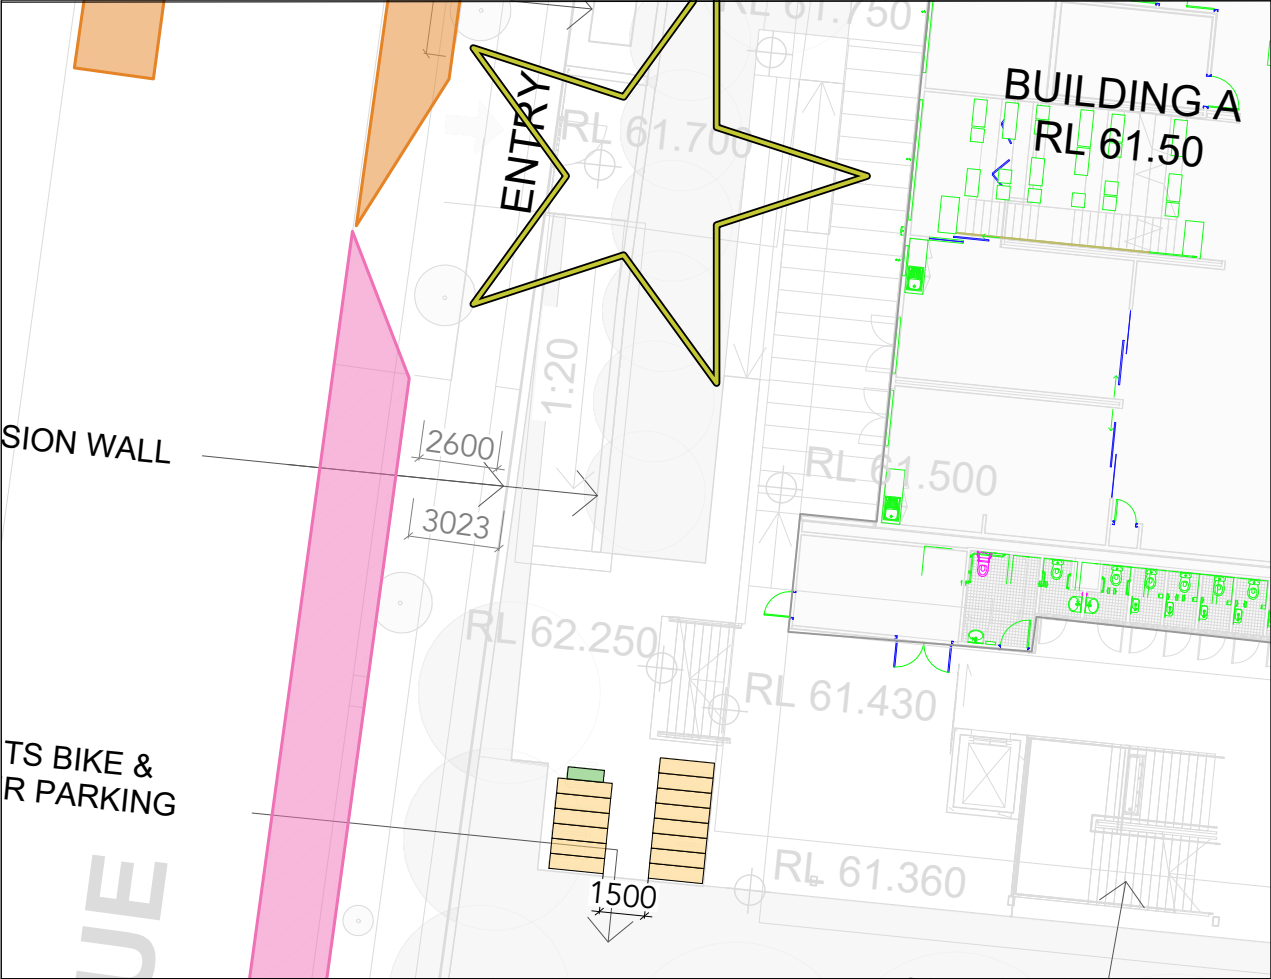 RL 61.750
BUILDING A
RL 61.50
ENTRY
RL 61.700
1:20
SION WALL
2600
3023
RL 61.500
RL 62.250
RL 61.430
TS BIKE &
R PARKING
RL 61.360
1500
UE